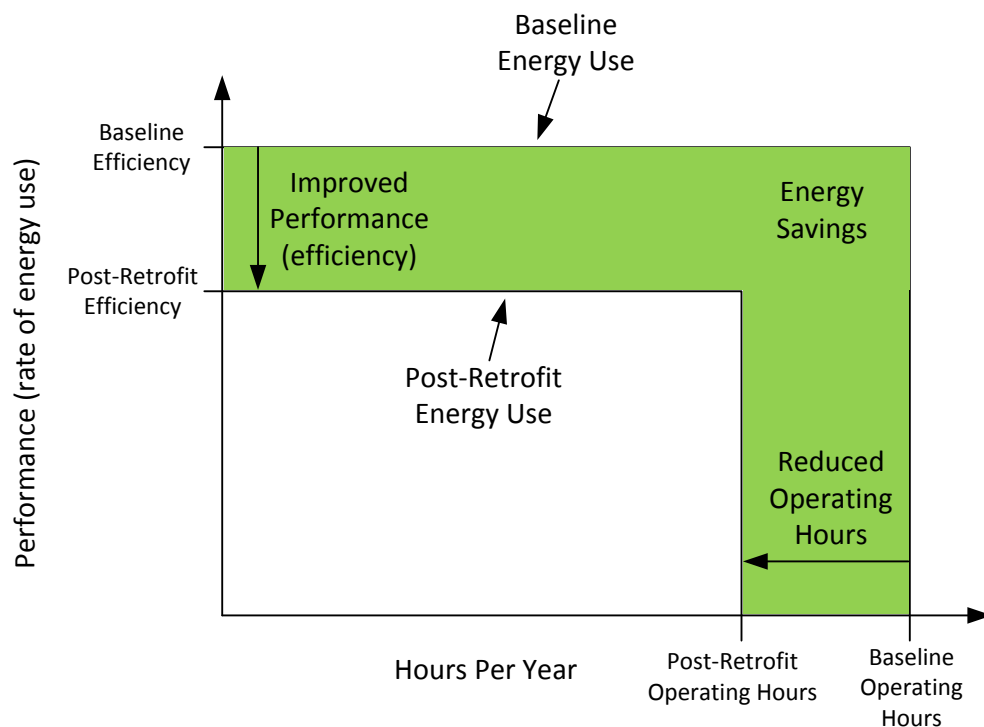 Baseline
Energy Use
Baseline
Efficiency
Improved
Performance
(efficiency)
Energy
Savings
Post-Retrofit
Efficiency
Performance (rate of energy use)
Post-Retrofit
Energy Use
Reduced
Operating
Hours
Hours Per Year
Post-Retrofit
Operating Hours
Baseline
Operating
Hours